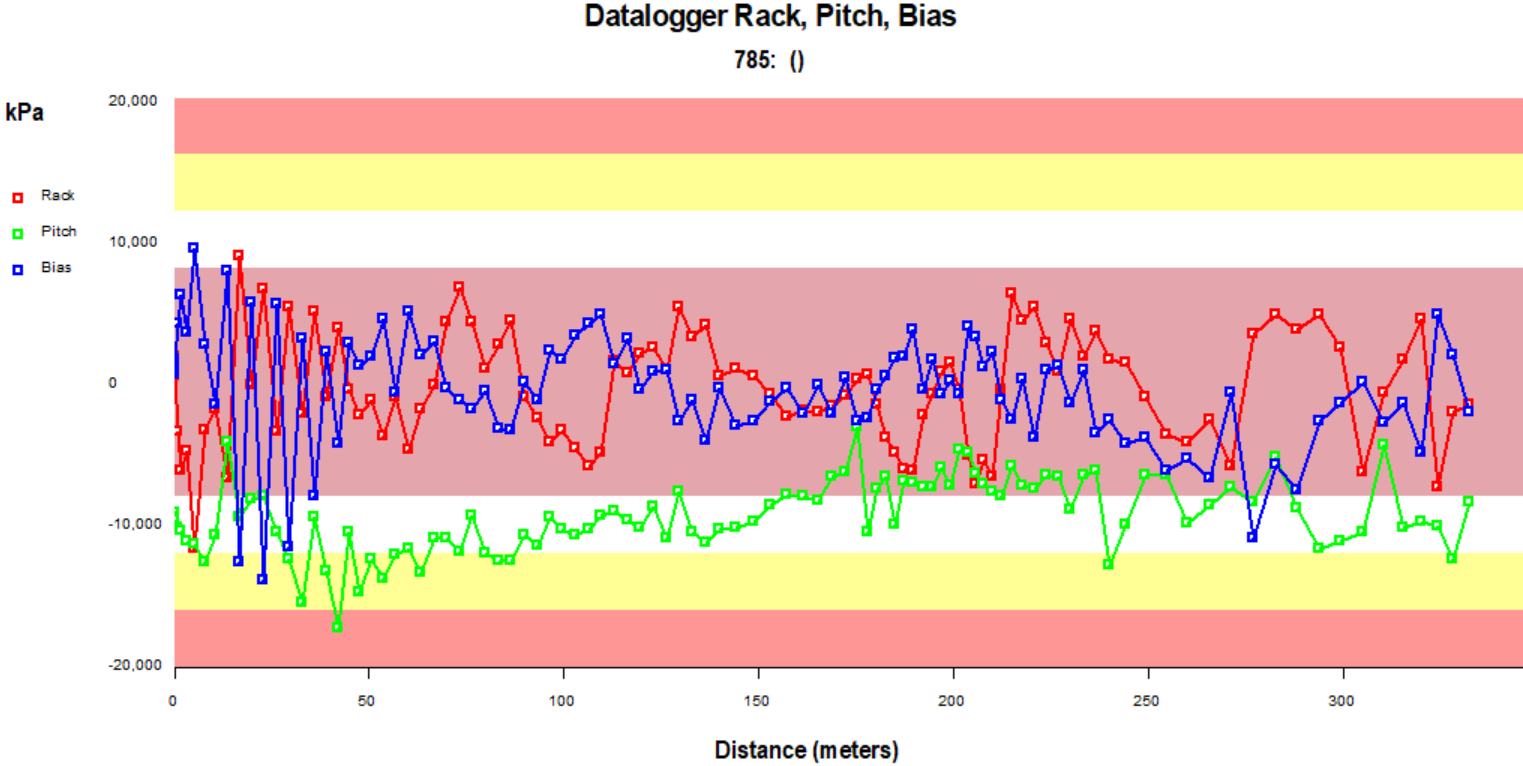 Datalogger Rack, Pitch, Bias
785: ()
kPa
20,000
Rack
Pitch
10,000
Bias
0
-10,000
-20,000
0 50 100 150 200 250 300
Distance (meters)